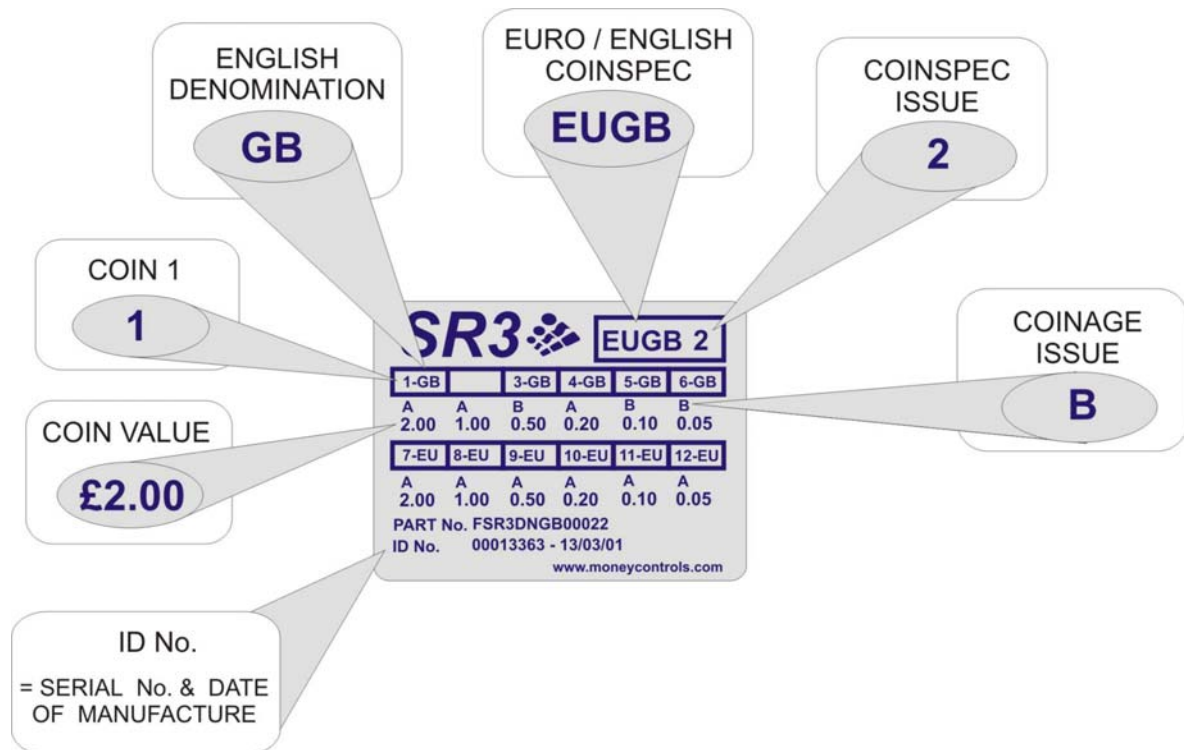 ENGLISH
DENOMINATION
GB
EURO / ENGLISH
COINSPEC
EUGB
COINSPEC
ISSUE
2
COIN 1
1
COIN VALUE
£2.00
ID No.
= SERIAL No. & DATE
OF MANUFACTURE
COINAGE
ISSUE
B
SR3 EUGB 2
1-GB 3-GB 4-GB 5-GB 6-GB
A A B A B B
2.00 1.00 0.50 0.20 0.10 0.05
7-EU 8-EU 9-EU 10-EU 11-EU 12-EU
A A A A A A
2.00 1.00 0.50 0.20 0.10 0.05
PART No. FSR3DNGB00022
ID No. 00013363 - 13/03/01
www.moneycontrols.com